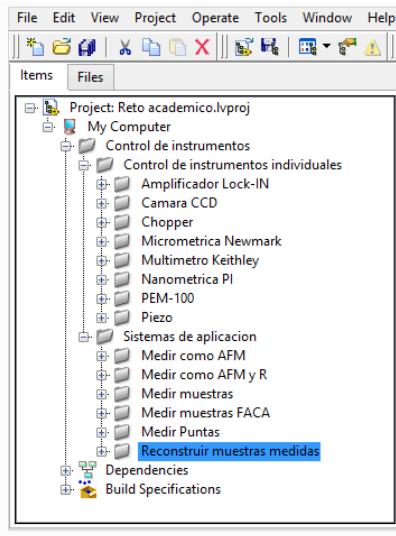 File Edit View Project Operate Tools Window Help
Items Files
Project: Reto academico.lvproj
My Computer
Control de instrumentos
Control de instrumentos individuales
Amplificador Lock-IN
Camara CCD
Chopper
Micrometrica Newmark
Multimetro Keithley
Nanometrica PI
PEM-100
Piezo
Sistemas de aplicacion
Medir como AFM
Medir como AFM y R
Medir muestras
Medir muestras FACA
Medir Puntas
Reconstruir muestras medidas
Dependencies
Build Specifications